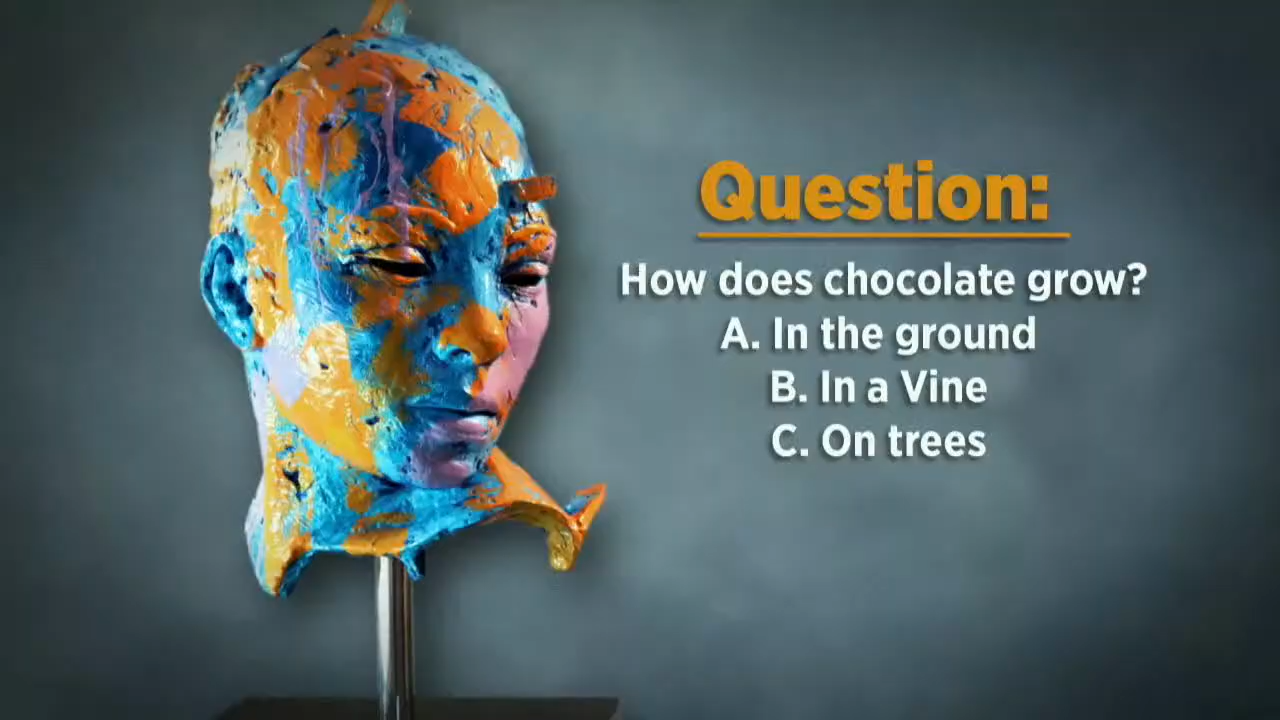 Question:
How does chocolate grow?
A. In the ground
B. In a Vine
C. On trees